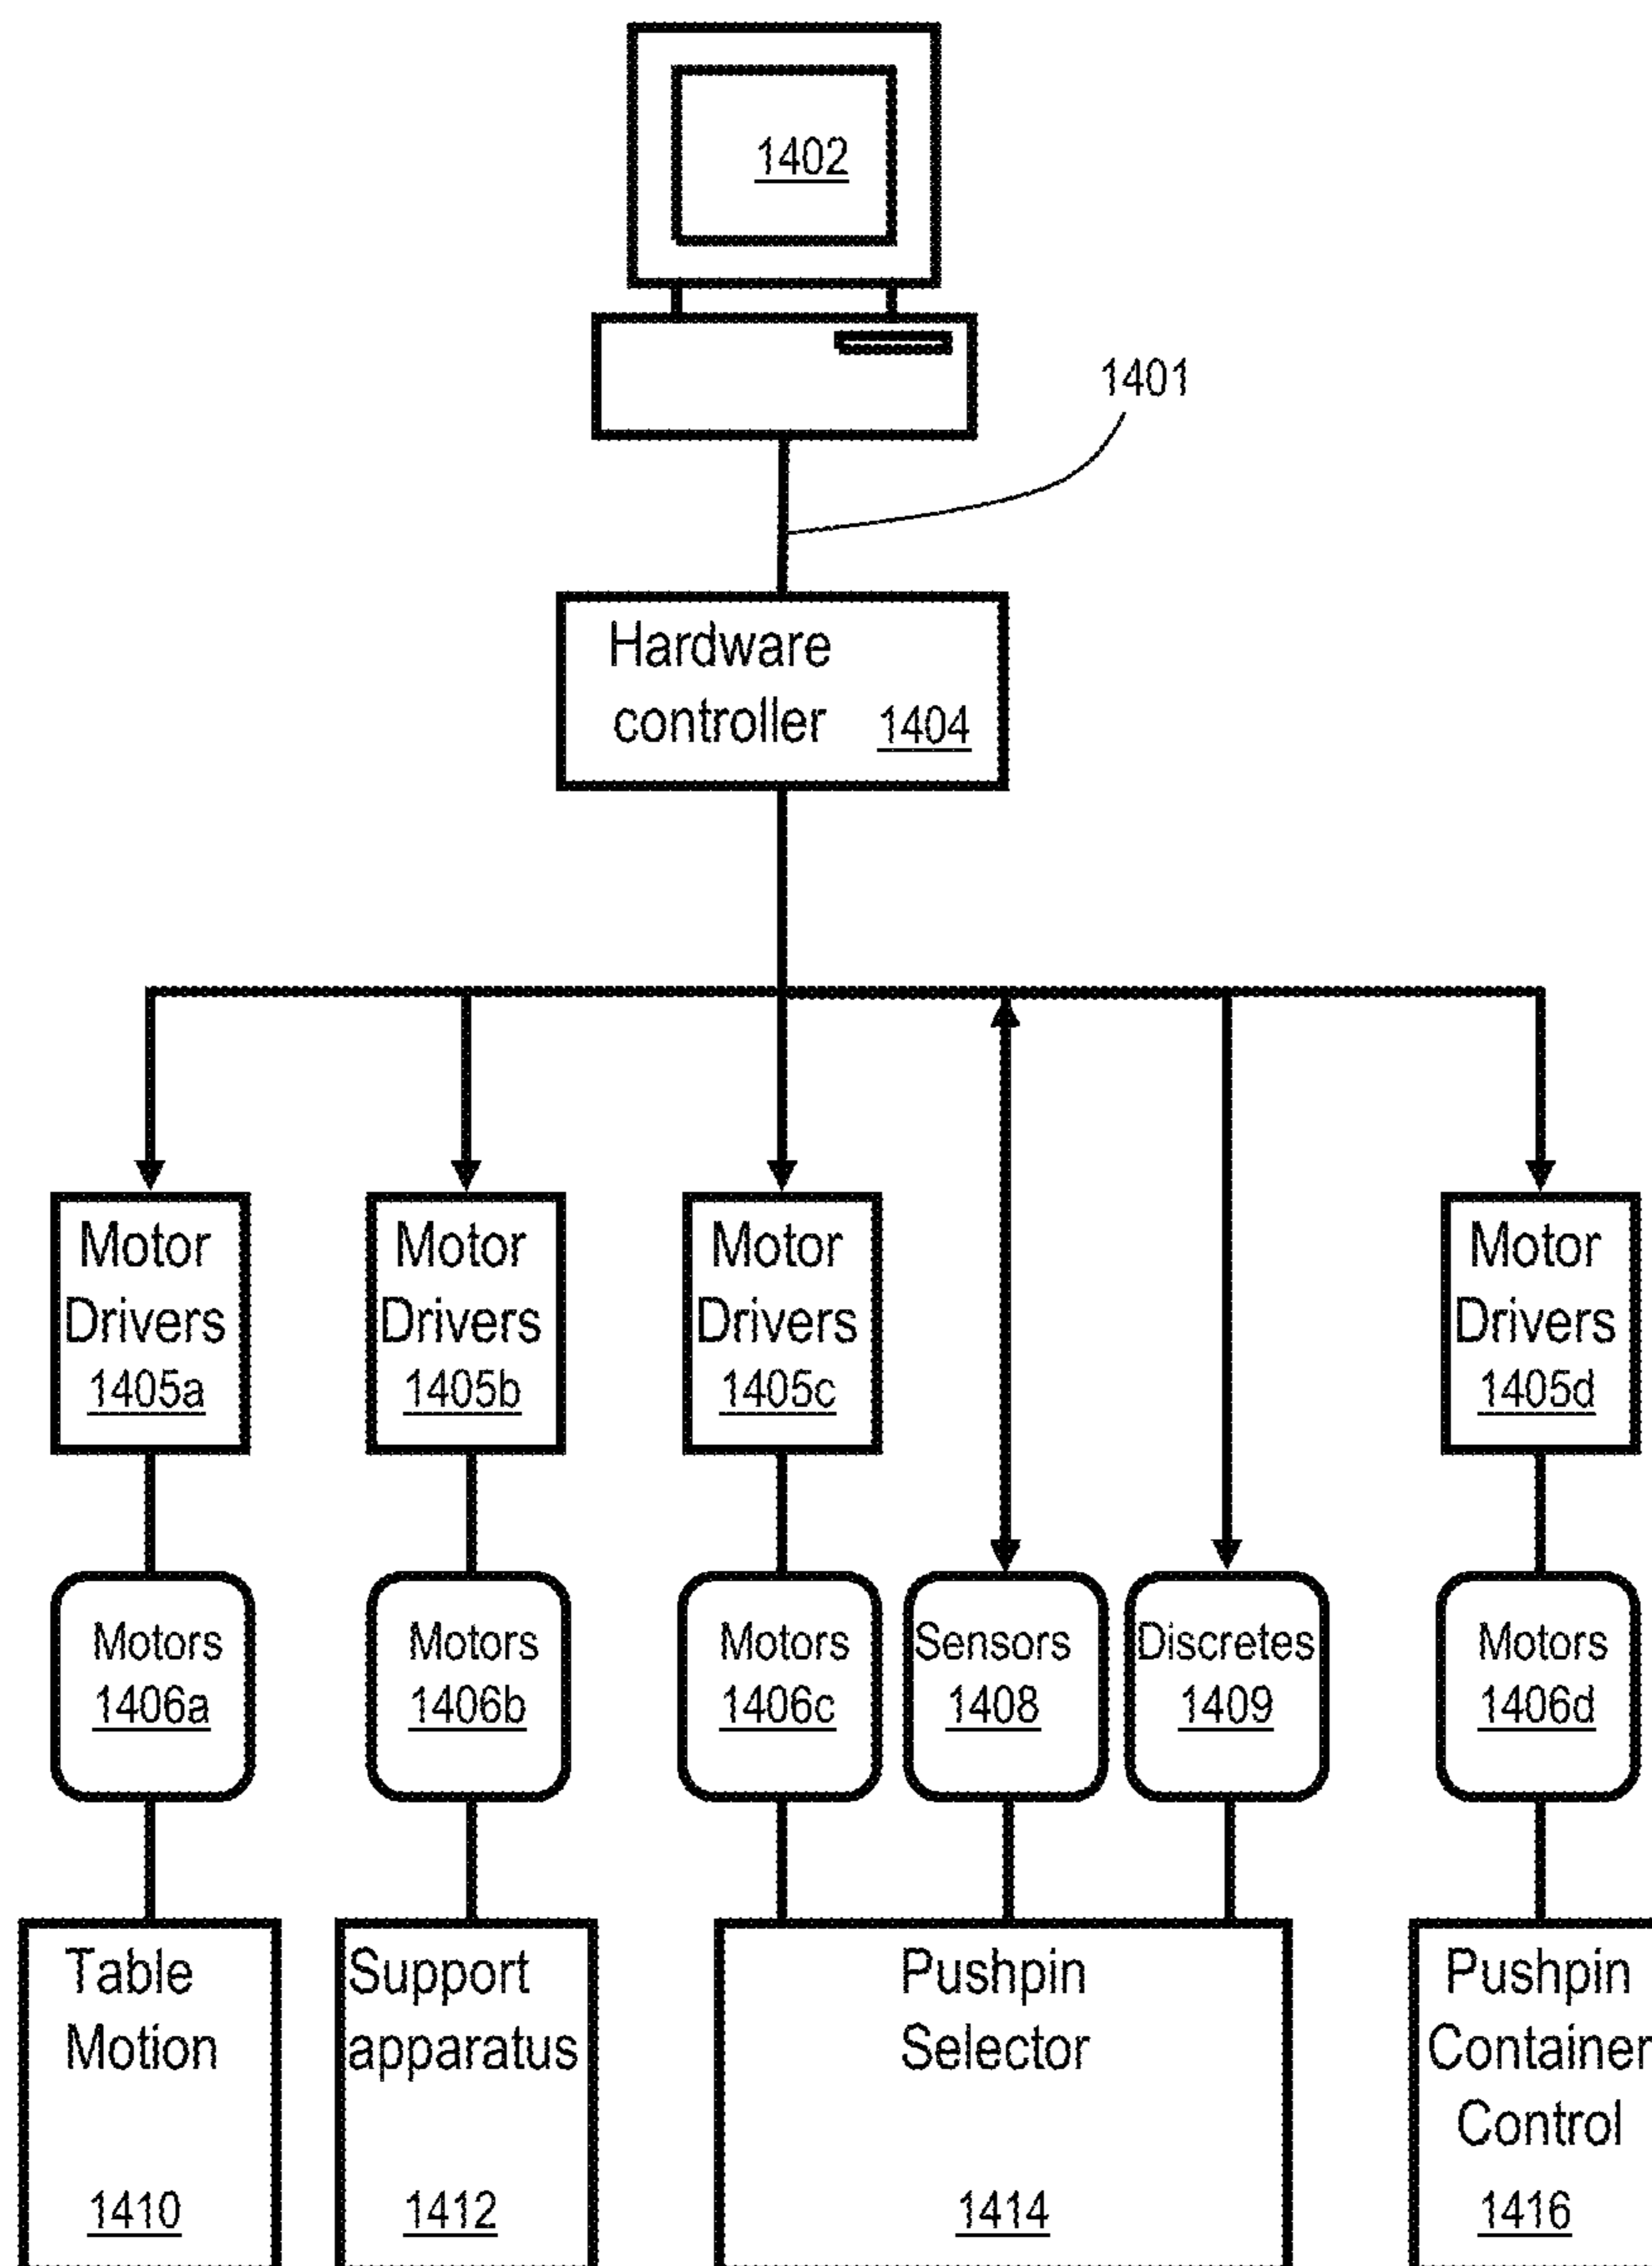 1402
1401
Hardware
controller 1404
Motor
Drivers
1405a
Motor
Drivers
1405b
Motor
Drivers
1405c
Motor
Drivers
1405d
Motors
1406a
Motors
1406b
Motors
1406c
Sensors
1408
Discretes
1409
Motors
1406d
Table
Motion
1410
Support
apparatus
1412
Pushpin
Selector
1414
Pushpin
Container
Control
1416